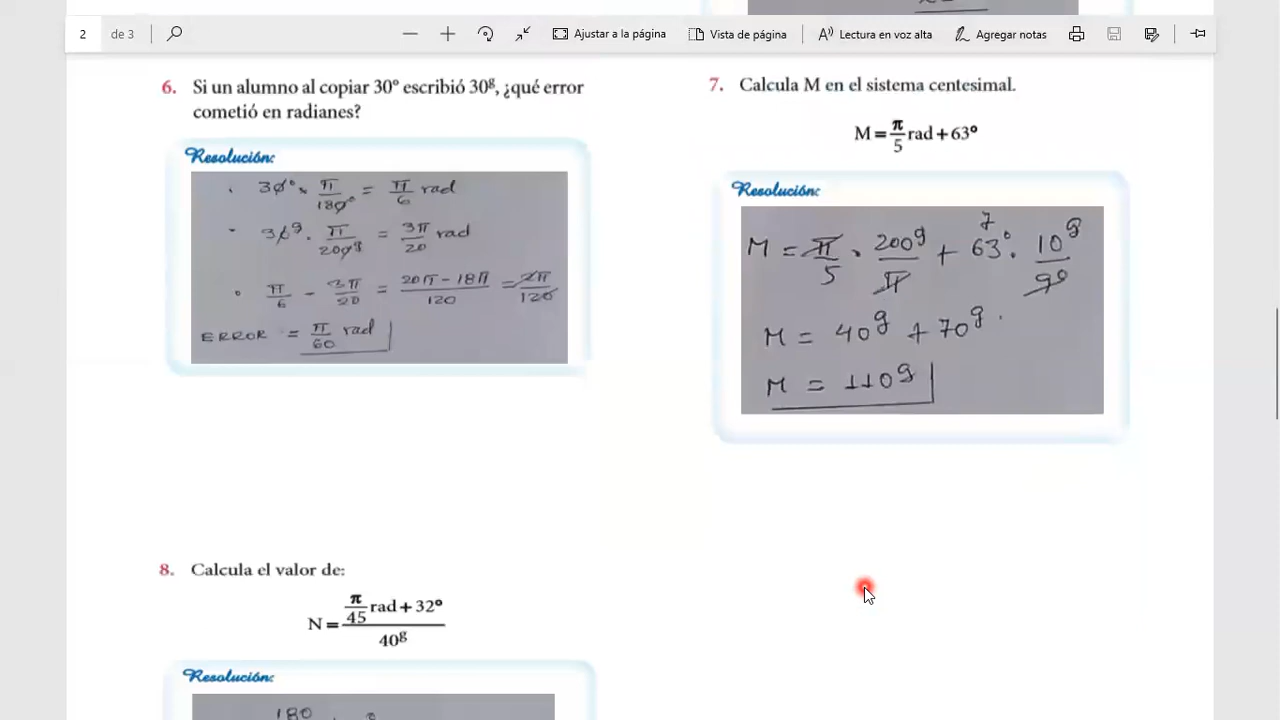 2 de 3 Ajustar a la página Vista de página Lectura en voz alta Agregar notas
6. Si un alumno al copiar 30° escribió 30ᵍ, ¿qué error
cometió en radianes?
Resolución:
30° × π/180° = π/6 rad
30ᵍ · π/200ᵍ = 3π/20 rad
π/6 − 3π/20 = (20π − 18π)/120 = 2π/120
ERROR = π/60 rad
7. Calcula M en el sistema centesimal.
M = π/5 rad + 63°
Resolución:
M = π/5 · 200ᵍ/π + 63° · 10ᵍ/9° 7
M = 40ᵍ + 70ᵍ
M = 110ᵍ
8. Calcula el valor de:
N = (π/45 rad + 32°)/40ᵍ
Resolución:
180